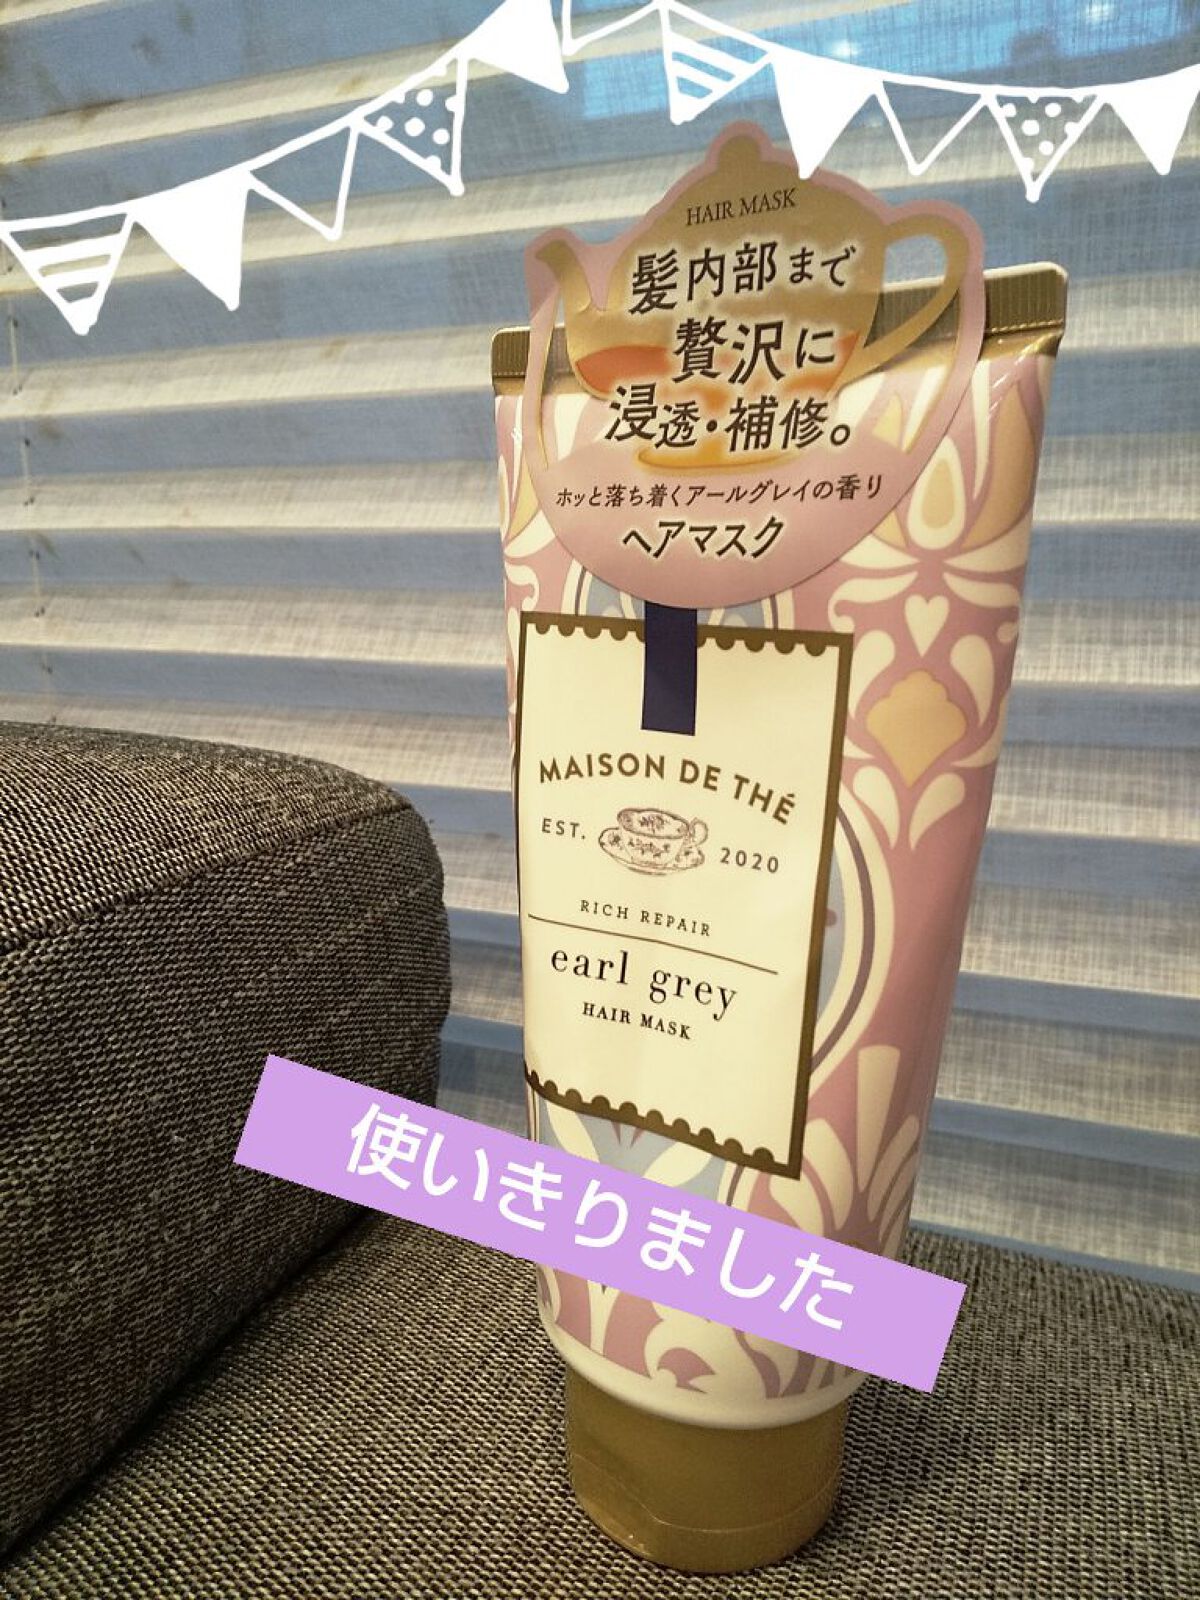 HAIR MASK
髪内部まで
贅沢に
浸透・補修。
ホッと落ち着くアールグレイの香り
ヘアマスク
MAISON DE THÉ
EST. 2020
RICH REPAIR
earl grey
HAIR MASK
使いきりました